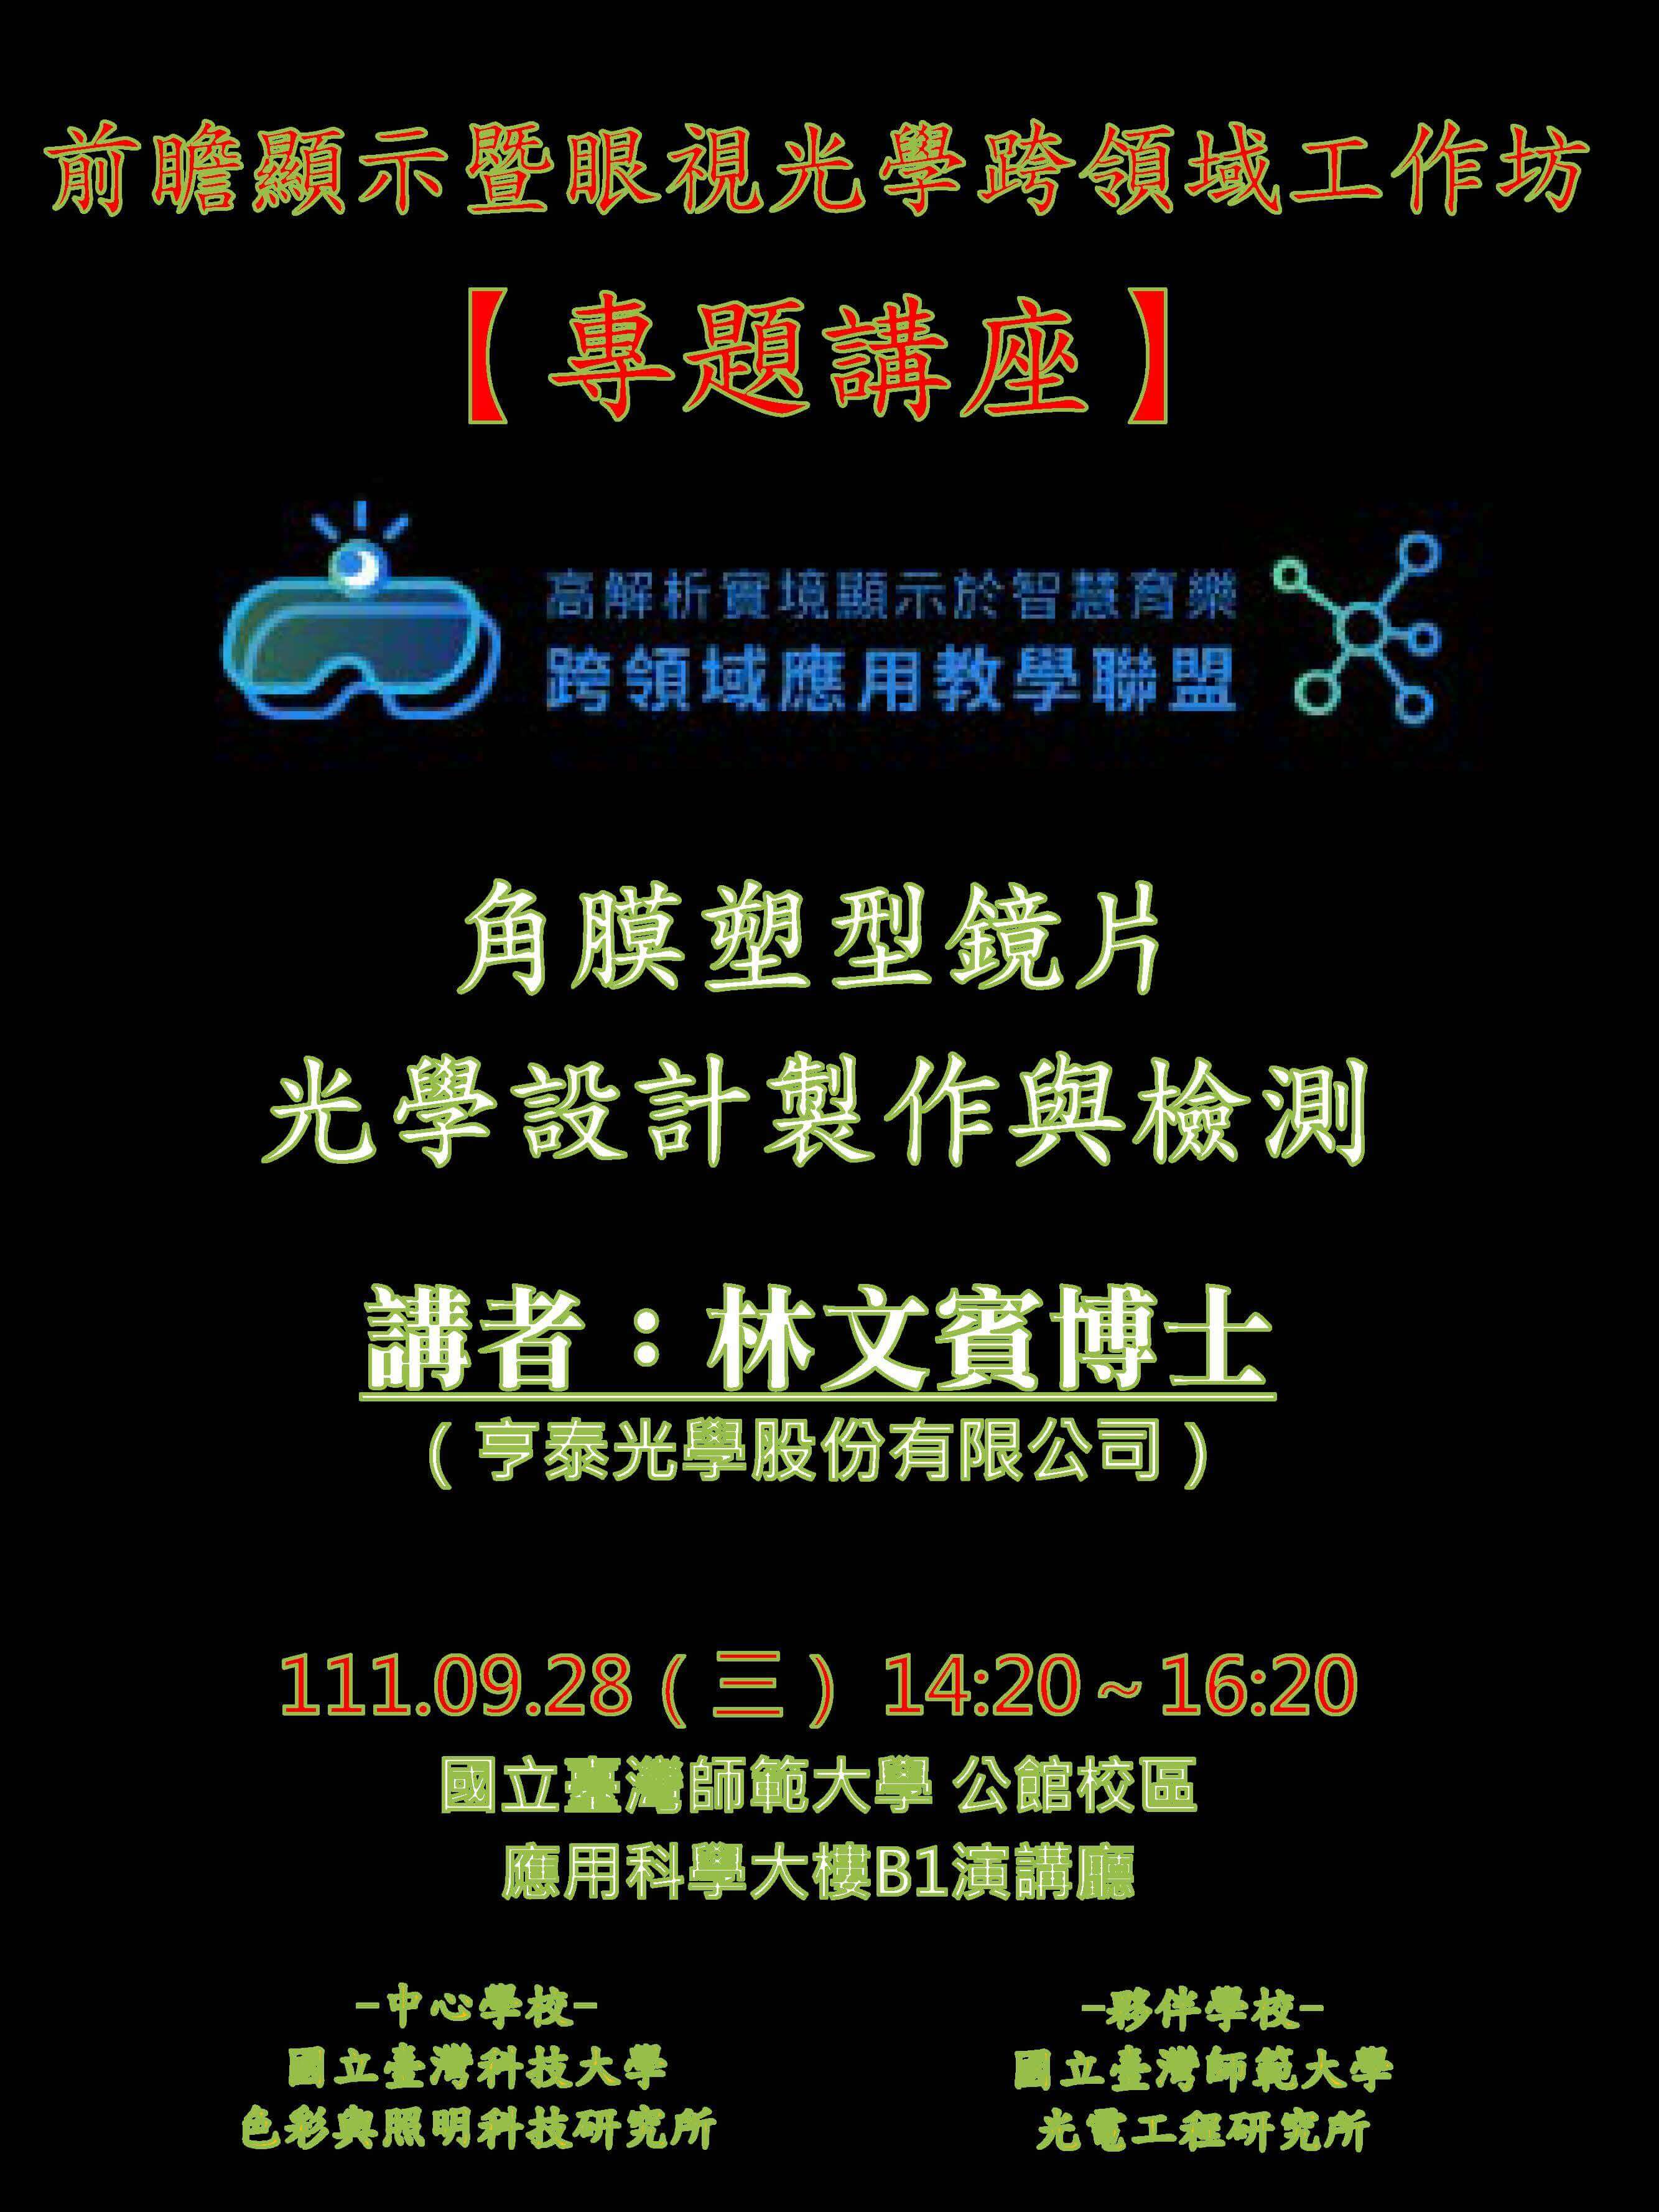 前瞻顯示暨眼視光學跨領域工作坊
【專題講座】
高解析實境顯示於智慧育樂
跨領域應用教學聯盟
角膜塑型鏡片
光學設計製作與檢測
講者：林文賓博士
（亨泰光學股份有限公司）
111.09.28（三） 14:20～16:20
國立臺灣師範大學 公館校區
應用科學大樓B1演講廳
-中心學校-
國立臺灣科技大學
色彩與照明科技研究所
-夥伴學校-
國立臺灣師範大學
光電工程研究所